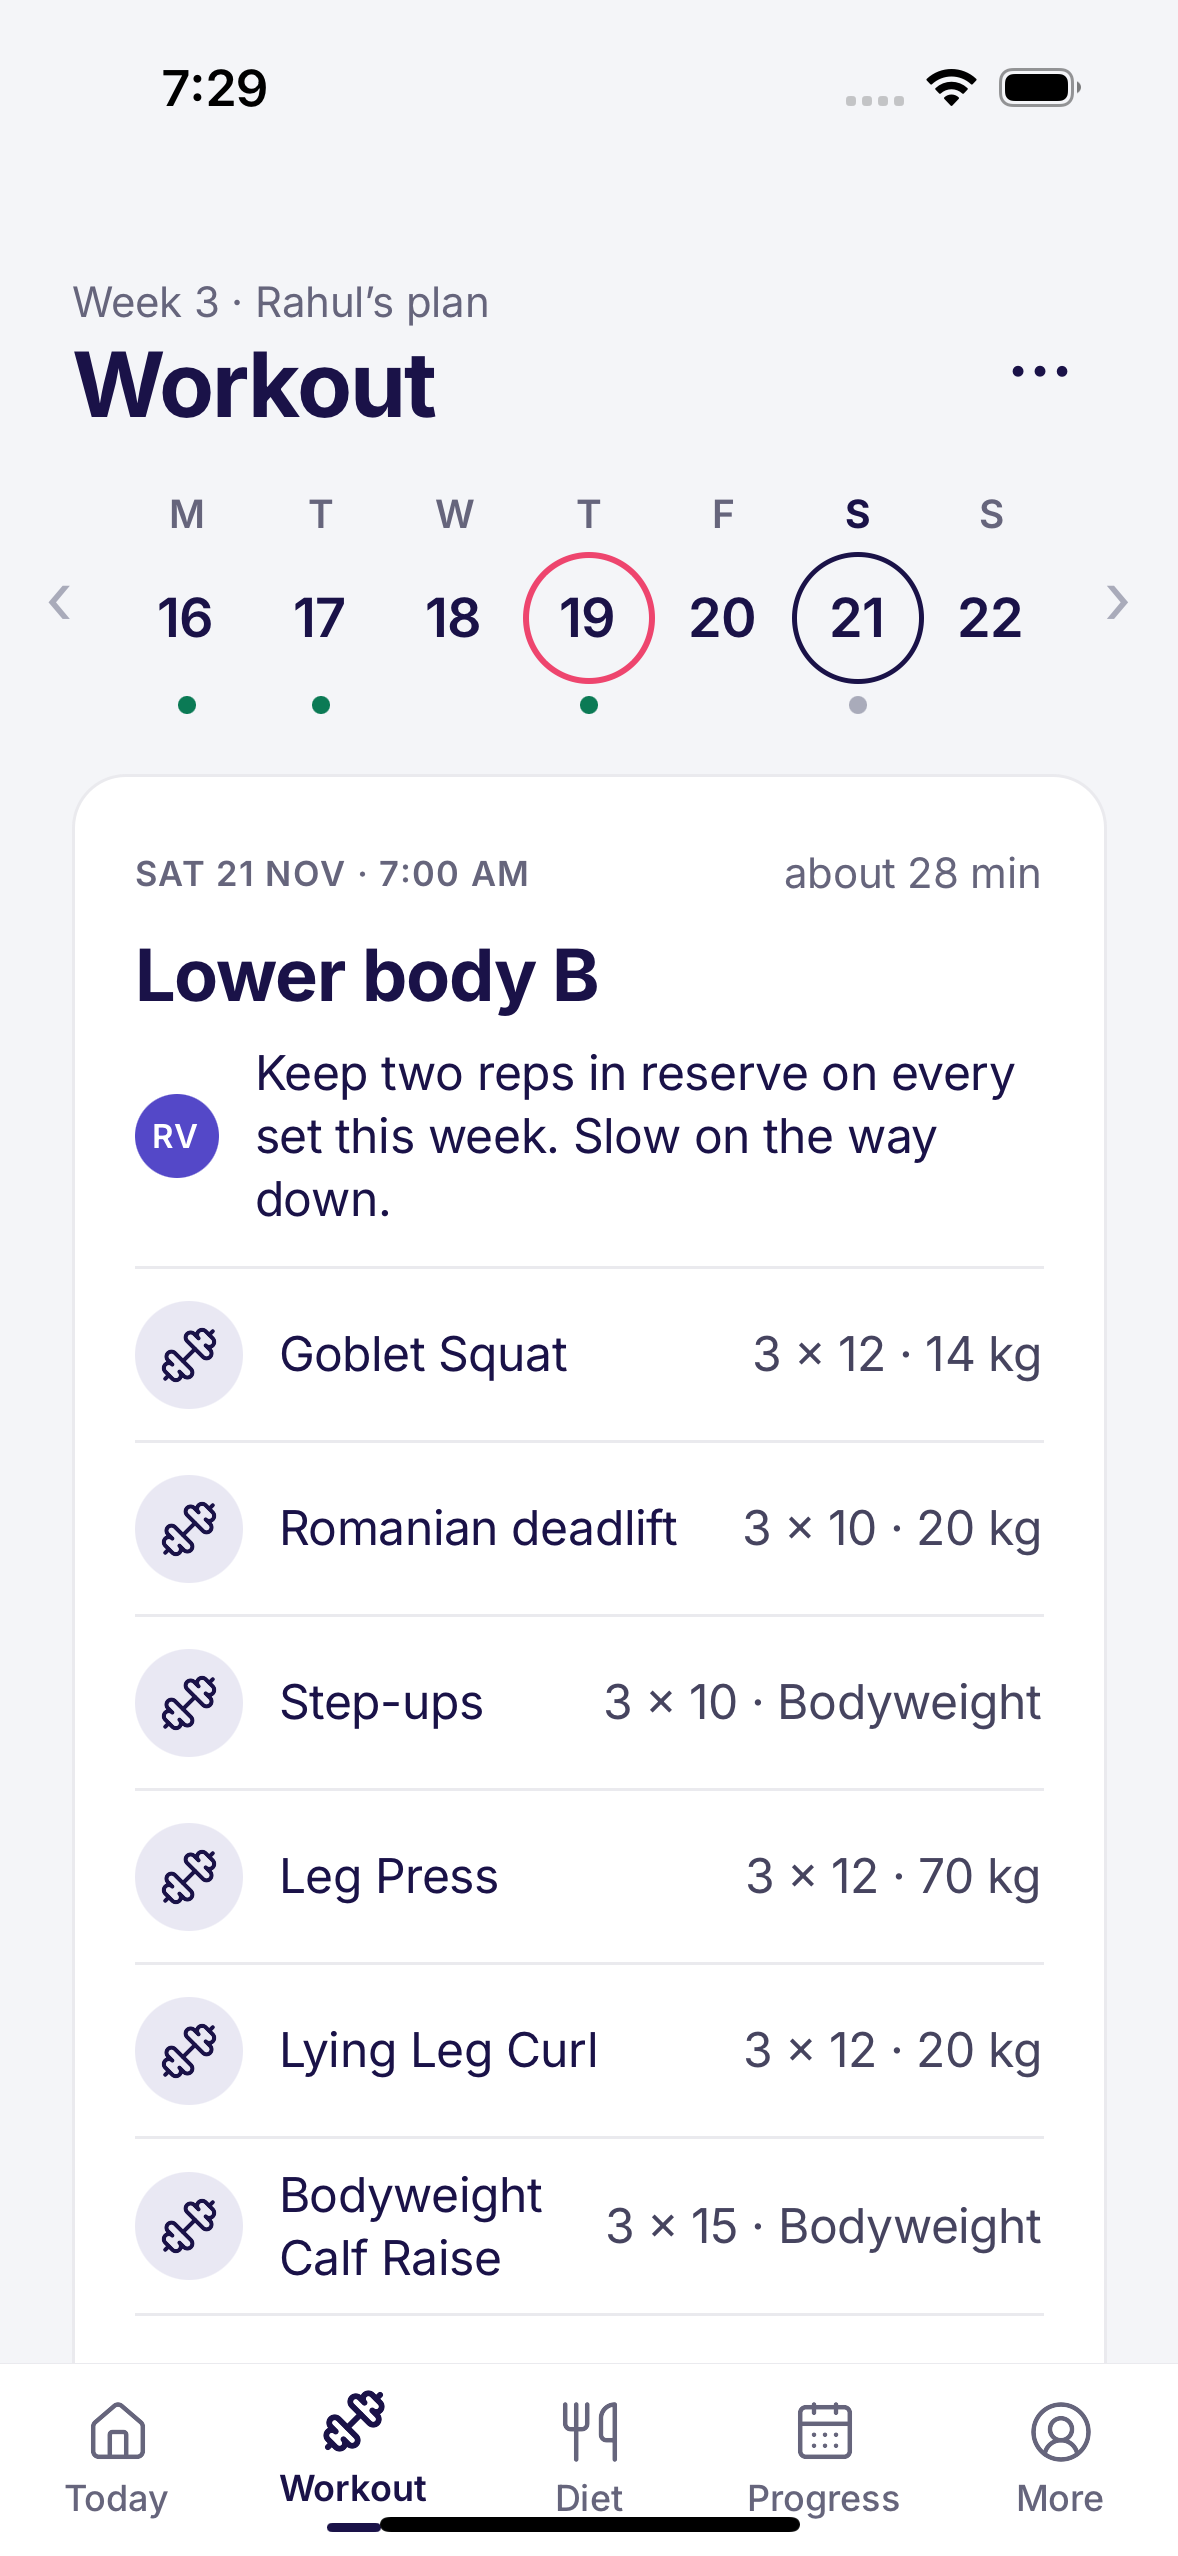 7:29
Week 3 · Rahul’s plan
Workout
M T W T F S S
16 17 18 19 20 21 22
SAT 21 NOV · 7:00 AM about 28 min
Lower body B
RV
Keep two reps in reserve on every
set this week. Slow on the way
down.
Goblet Squat 3 × 12 · 14 kg
Romanian deadlift 3 × 10 · 20 kg
Step-ups 3 × 10 · Bodyweight
Leg Press 3 × 12 · 70 kg
Lying Leg Curl 3 × 12 · 20 kg
Bodyweight
Calf Raise 3 × 15 · Bodyweight
Today Workout Diet Progress More